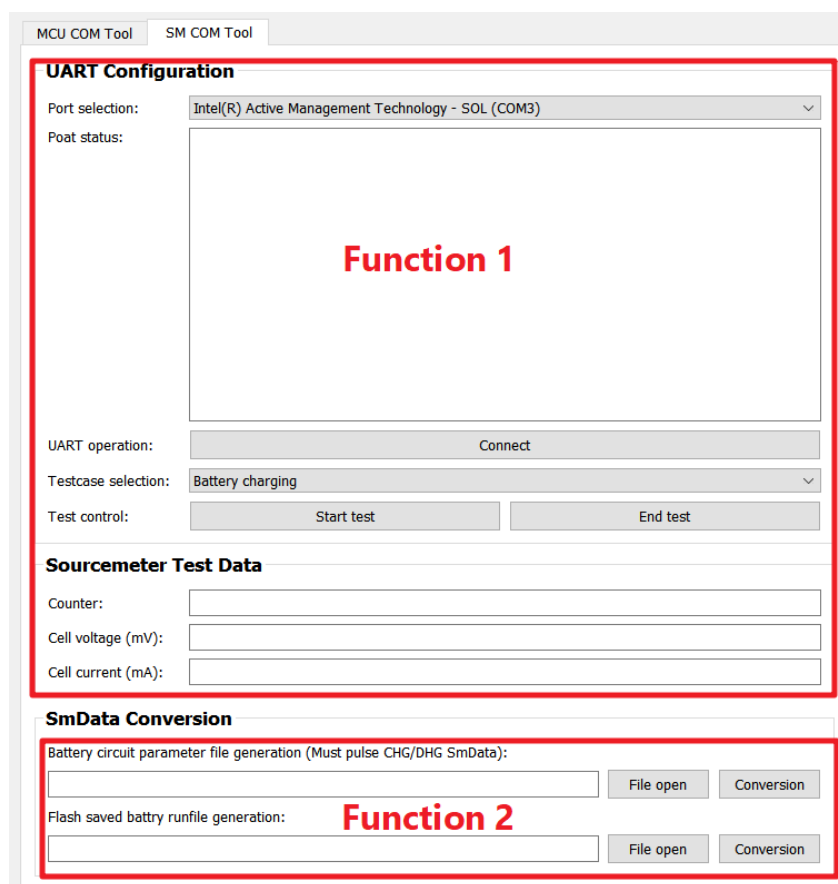 MCU COM Tool SM COM Tool
UART Configuration
Port selection: Intel(R) Active Management Technology - SOL (COM3)
Poat status:
Function 1
UART operation: Connect
Testcase selection: Battery charging
Test control: Start test End test
Sourcemeter Test Data
Counter:
Cell voltage (mV):
Cell current (mA):
SmData Conversion
Battery circuit parameter file generation (Must pulse CHG/DHG SmData):
File open Conversion
Flash saved battry runfile generation: Function 2
File open Conversion